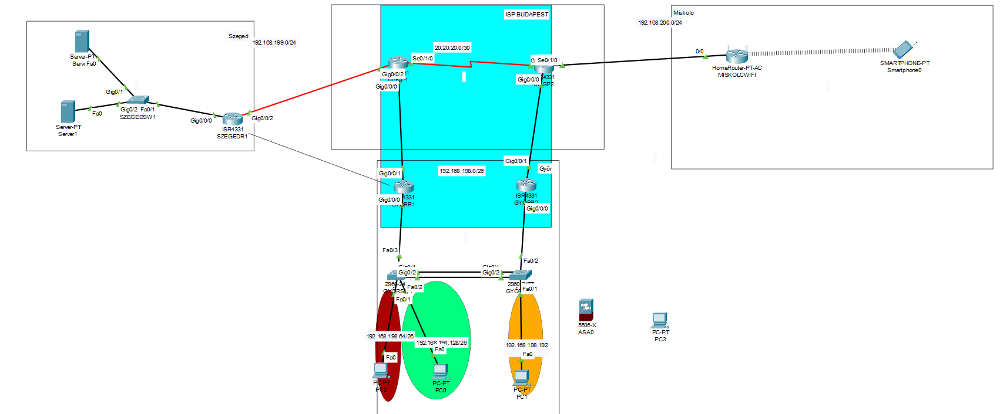 Szeged
192.168.199.0/24
Server-PT
Fa0
Gig0/1
Gig0/2
Fa0/1
SZEGEDSW1
Fa0
Server-PT
Server1
Gig0/0/0
ISR4331
SZEGEDR1
Gig0/0/2
ISP BUDAPEST
20.20.20.0/30
Se0/1/0
Gig0/0/2
Gig0/0/0
Se0/1/0
Gig0/0/0
Miskolc
192.168.200.0/24
0/0
HomeRouter-PT-AC
MISKOLCWIFI
SMARTPHONE-PT
Smartphone0
Gig0/0/1
192.168.198.0/26
Győr
Gig0/0/1
Gig0/0/0
ISR4331
Gig0/0/0
Fa0/3
Gig0/2
Gig0/2
Fa0/2
Fa0/2
Fa0/1
Fa0/1
192.168.198.64/26
192.168.198.128/26
192.168.198.192
Fa0
Fa0
Fa0
PC-PT
PC2
PC-PT
PC0
PC-PT
PC1
5506-X
ASA0
PC-PT
PC3